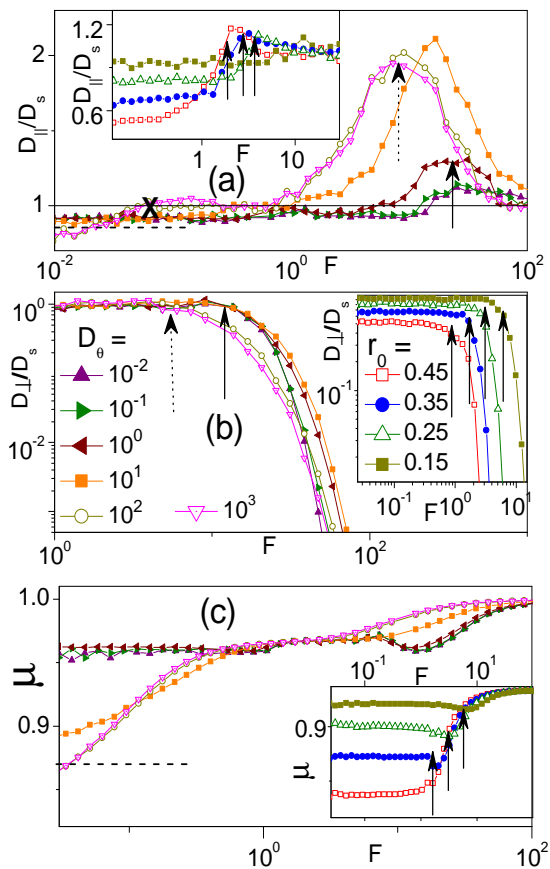 2
1
D∥/Ds
1.2
0.6
D∥/Ds
1
F
10
(a)
X
10⁻²
10⁰
F
10²
10⁰
10⁻²
D⊥/Ds
Dθ =
10⁻²
10⁻¹
10⁰
10¹
10²
10³
(b)
D⊥/Ds
r₀ =
0.45
0.35
0.25
0.15
10⁻¹
10⁻¹
10⁰
10¹
F
10⁰
F
10²
(c)
1.0
0.9
μ
10⁻¹
F
10¹
0.9
μ
10⁰
F
10²